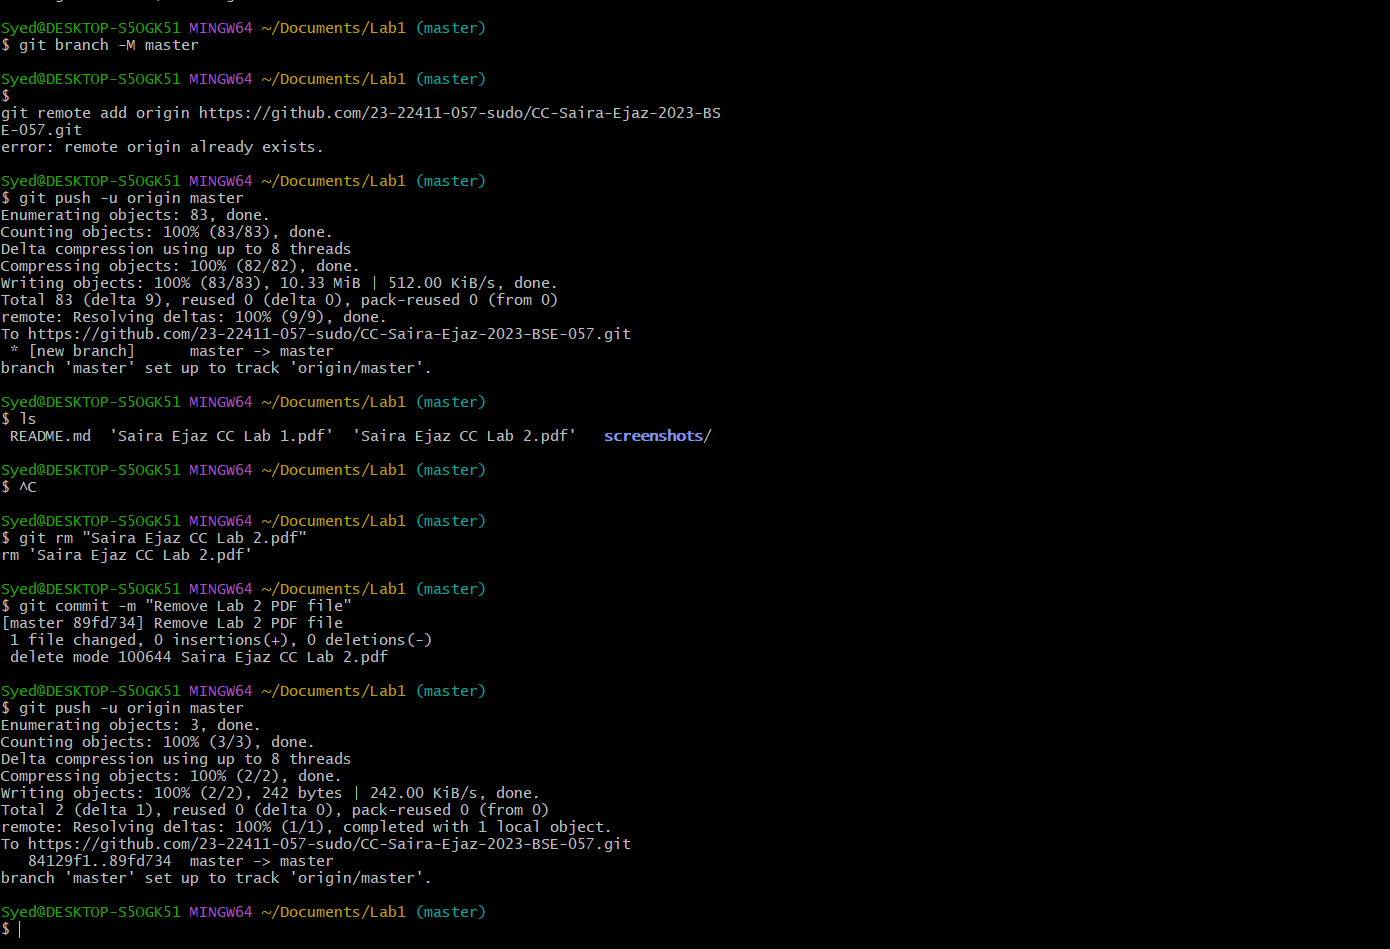 Syed@DESKTOP-S5OGK51 MINGW64 ~/Documents/Lab1 (master)
$ git branch -M master
Syed@DESKTOP-S5OGK51 MINGW64 ~/Documents/Lab1 (master)
$
git remote add origin https://github.com/23-22411-057-sudo/CC-Saira-Ejaz-2023-BS
E-057.git
error: remote origin already exists.
Syed@DESKTOP-S5OGK51 MINGW64 ~/Documents/Lab1 (master)
$ git push -u origin master
Enumerating objects: 83, done.
Counting objects: 100% (83/83), done.
Delta compression using up to 8 threads
Compressing objects: 100% (82/82), done.
Writing objects: 100% (83/83), 10.33 MiB | 512.00 KiB/s, done.
Total 83 (delta 9), reused 0 (delta 0), pack-reused 0 (from 0)
remote: Resolving deltas: 100% (9/9), done.
To https://github.com/23-22411-057-sudo/CC-Saira-Ejaz-2023-BSE-057.git
 * [new branch]      master -> master
branch 'master' set up to track 'origin/master'.
Syed@DESKTOP-S5OGK51 MINGW64 ~/Documents/Lab1 (master)
$ ls
 README.md  'Saira Ejaz CC Lab 1.pdf'  'Saira Ejaz CC Lab 2.pdf'   screenshots/
Syed@DESKTOP-S5OGK51 MINGW64 ~/Documents/Lab1 (master)
$ ^C
Syed@DESKTOP-S5OGK51 MINGW64 ~/Documents/Lab1 (master)
$ git rm "Saira Ejaz CC Lab 2.pdf"
rm 'Saira Ejaz CC Lab 2.pdf'
Syed@DESKTOP-S5OGK51 MINGW64 ~/Documents/Lab1 (master)
$ git commit -m "Remove Lab 2 PDF file"
[master 89fd734] Remove Lab 2 PDF file
 1 file changed, 0 insertions(+), 0 deletions(-)
 delete mode 100644 Saira Ejaz CC Lab 2.pdf
Syed@DESKTOP-S5OGK51 MINGW64 ~/Documents/Lab1 (master)
$ git push -u origin master
Enumerating objects: 3, done.
Counting objects: 100% (3/3), done.
Delta compression using up to 8 threads
Compressing objects: 100% (2/2), done.
Writing objects: 100% (2/2), 242 bytes | 242.00 KiB/s, done.
Total 2 (delta 1), reused 0 (delta 0), pack-reused 0 (from 0)
remote: Resolving deltas: 100% (1/1), completed with 1 local object.
To https://github.com/23-22411-057-sudo/CC-Saira-Ejaz-2023-BSE-057.git
   84129f1..89fd734  master -> master
branch 'master' set up to track 'origin/master'.
Syed@DESKTOP-S5OGK51 MINGW64 ~/Documents/Lab1 (master)
$